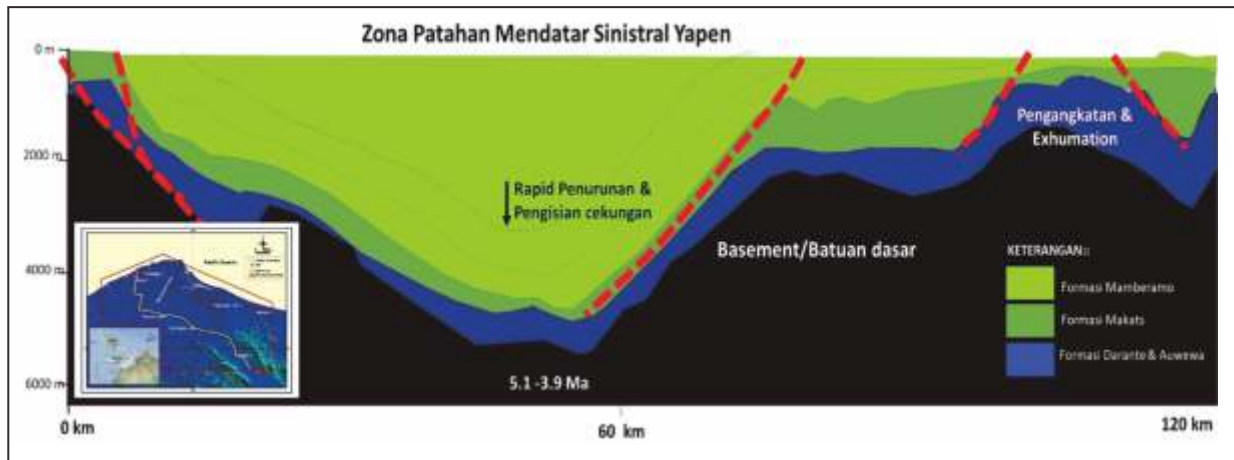 Zona Patahan Mendatar Sinistral Yapen
0 m
2000 m
4000 m
6000 m
Rapid Penurunan &
Pengisian cekungan
Pengangkatan &
Exhumation
Basement/Batuan dasar
KETERANGAN::
Formasi Mamberamo
Formasi Makats
Formasi Darante & Auwewa
5.1 -3.9 Ma
0 km
60 km
120 km